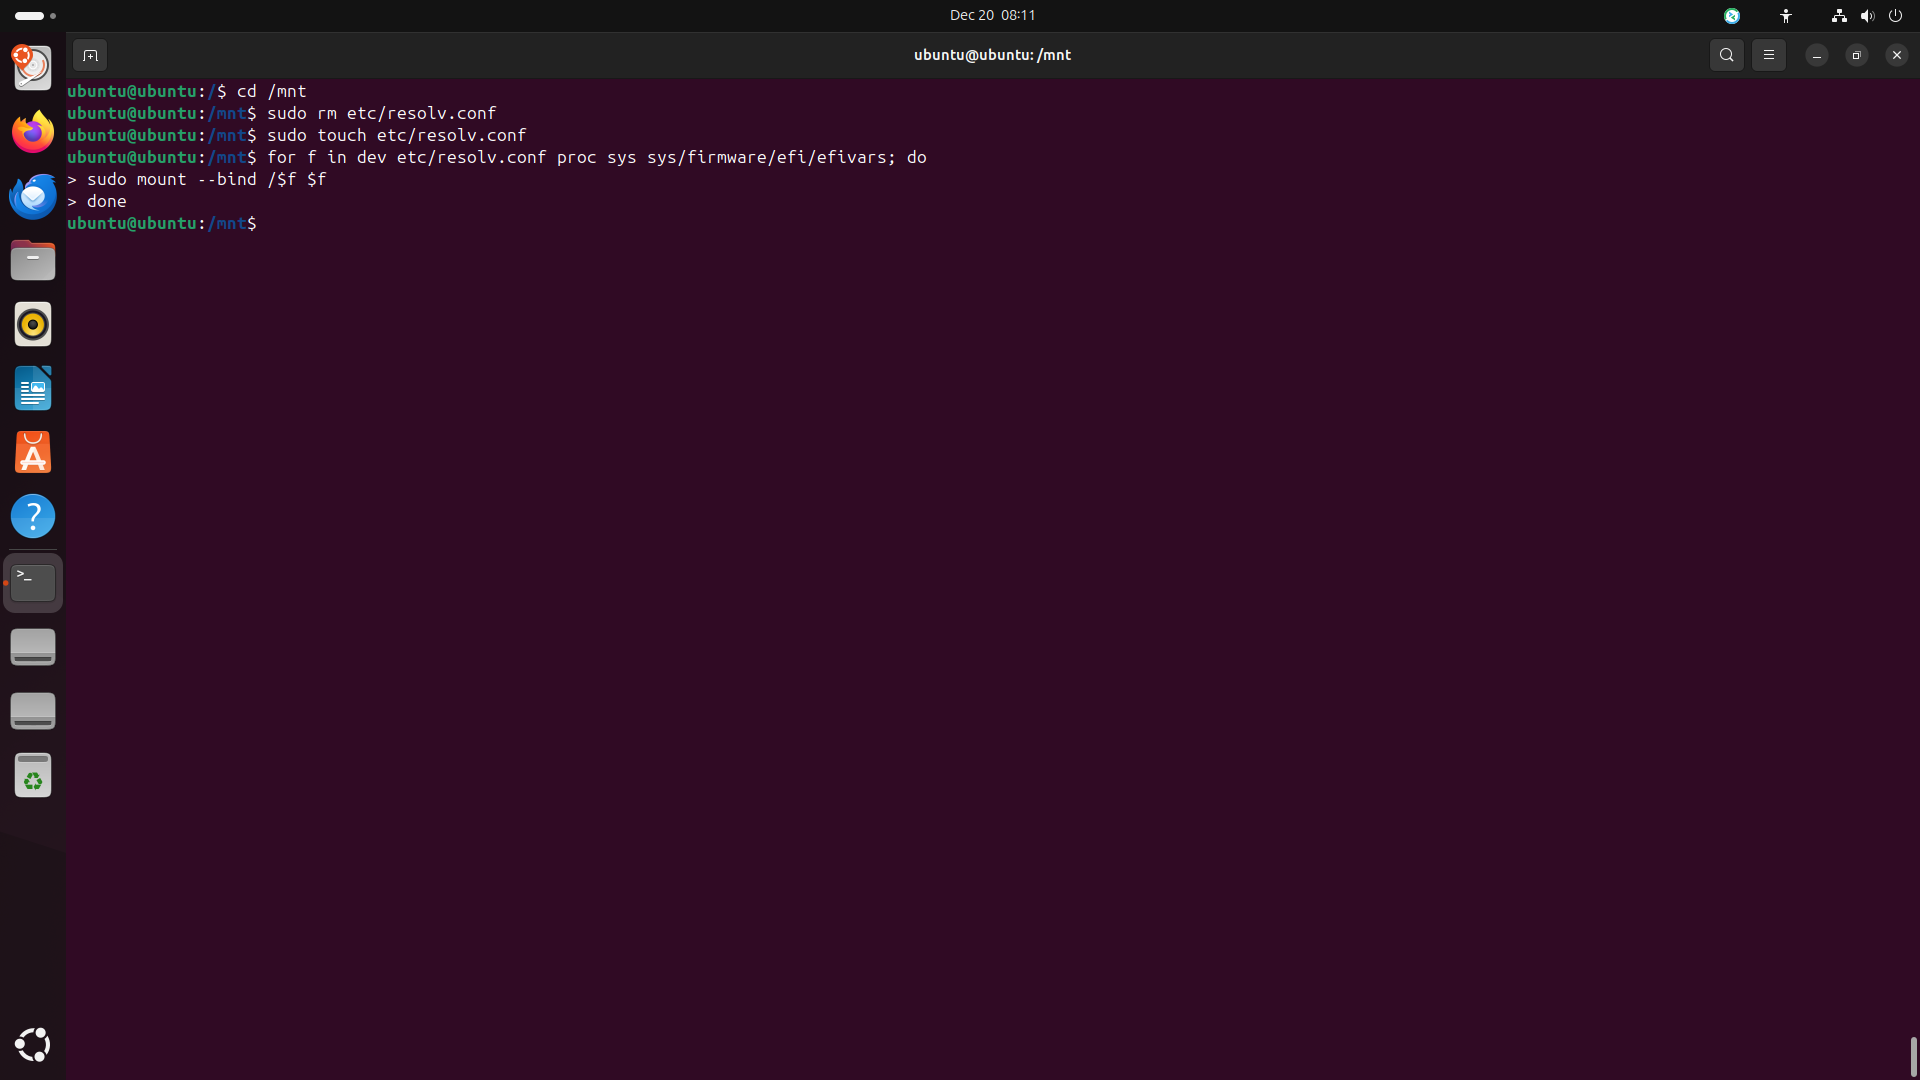 Dec 20 08:11
ubuntu@ubuntu: /mnt
ubuntu@ubuntu:/$ cd /mnt
ubuntu@ubuntu:/mnt$ sudo rm etc/resolv.conf
ubuntu@ubuntu:/mnt$ sudo touch etc/resolv.conf
ubuntu@ubuntu:/mnt$ for f in dev etc/resolv.conf proc sys sys/firmware/efi/efivars; do
> sudo mount --bind /$f $f
> done
ubuntu@ubuntu:/mnt$